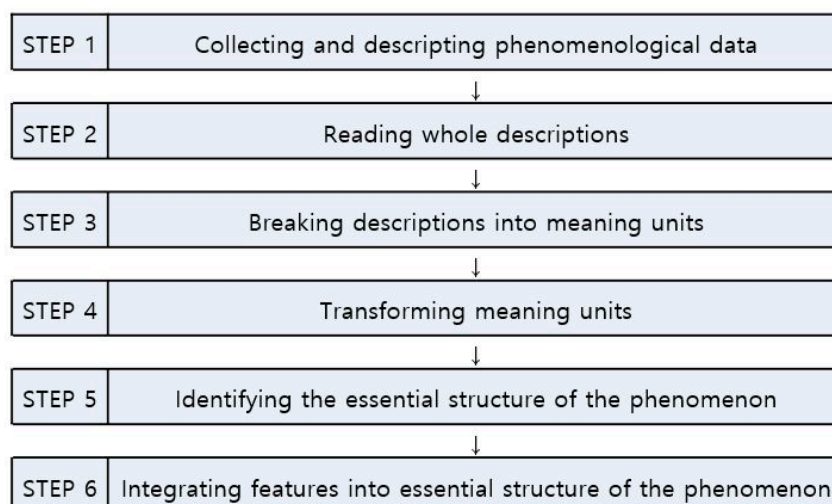 STEP 1 Collecting and descripting phenomenological data
↓
STEP 2 Reading whole descriptions
↓
STEP 3 Breaking descriptions into meaning units
↓
STEP 4 Transforming meaning units
↓
STEP 5 Identifying the essential structure of the phenomenon
↓
STEP 6 Integrating features into essential structure of the phenomenon